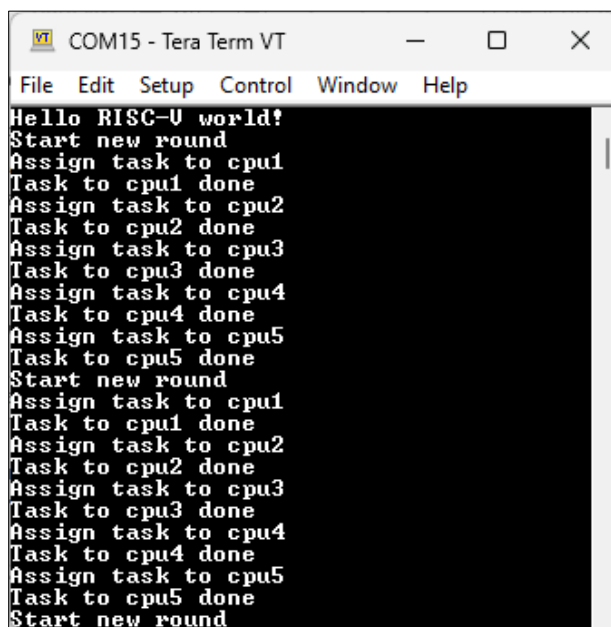 VT COM15 - Tera Term VT
File Edit Setup Control Window Help
Hello RISC-V world!
Start new round
Assign task to cpu1
Task to cpu1 done
Assign task to cpu2
Task to cpu2 done
Assign task to cpu3
Task to cpu3 done
Assign task to cpu4
Task to cpu4 done
Assign task to cpu5
Task to cpu5 done
Start new round
Assign task to cpu1
Task to cpu1 done
Assign task to cpu2
Task to cpu2 done
Assign task to cpu3
Task to cpu3 done
Assign task to cpu4
Task to cpu4 done
Assign task to cpu5
Task to cpu5 done
Start new round